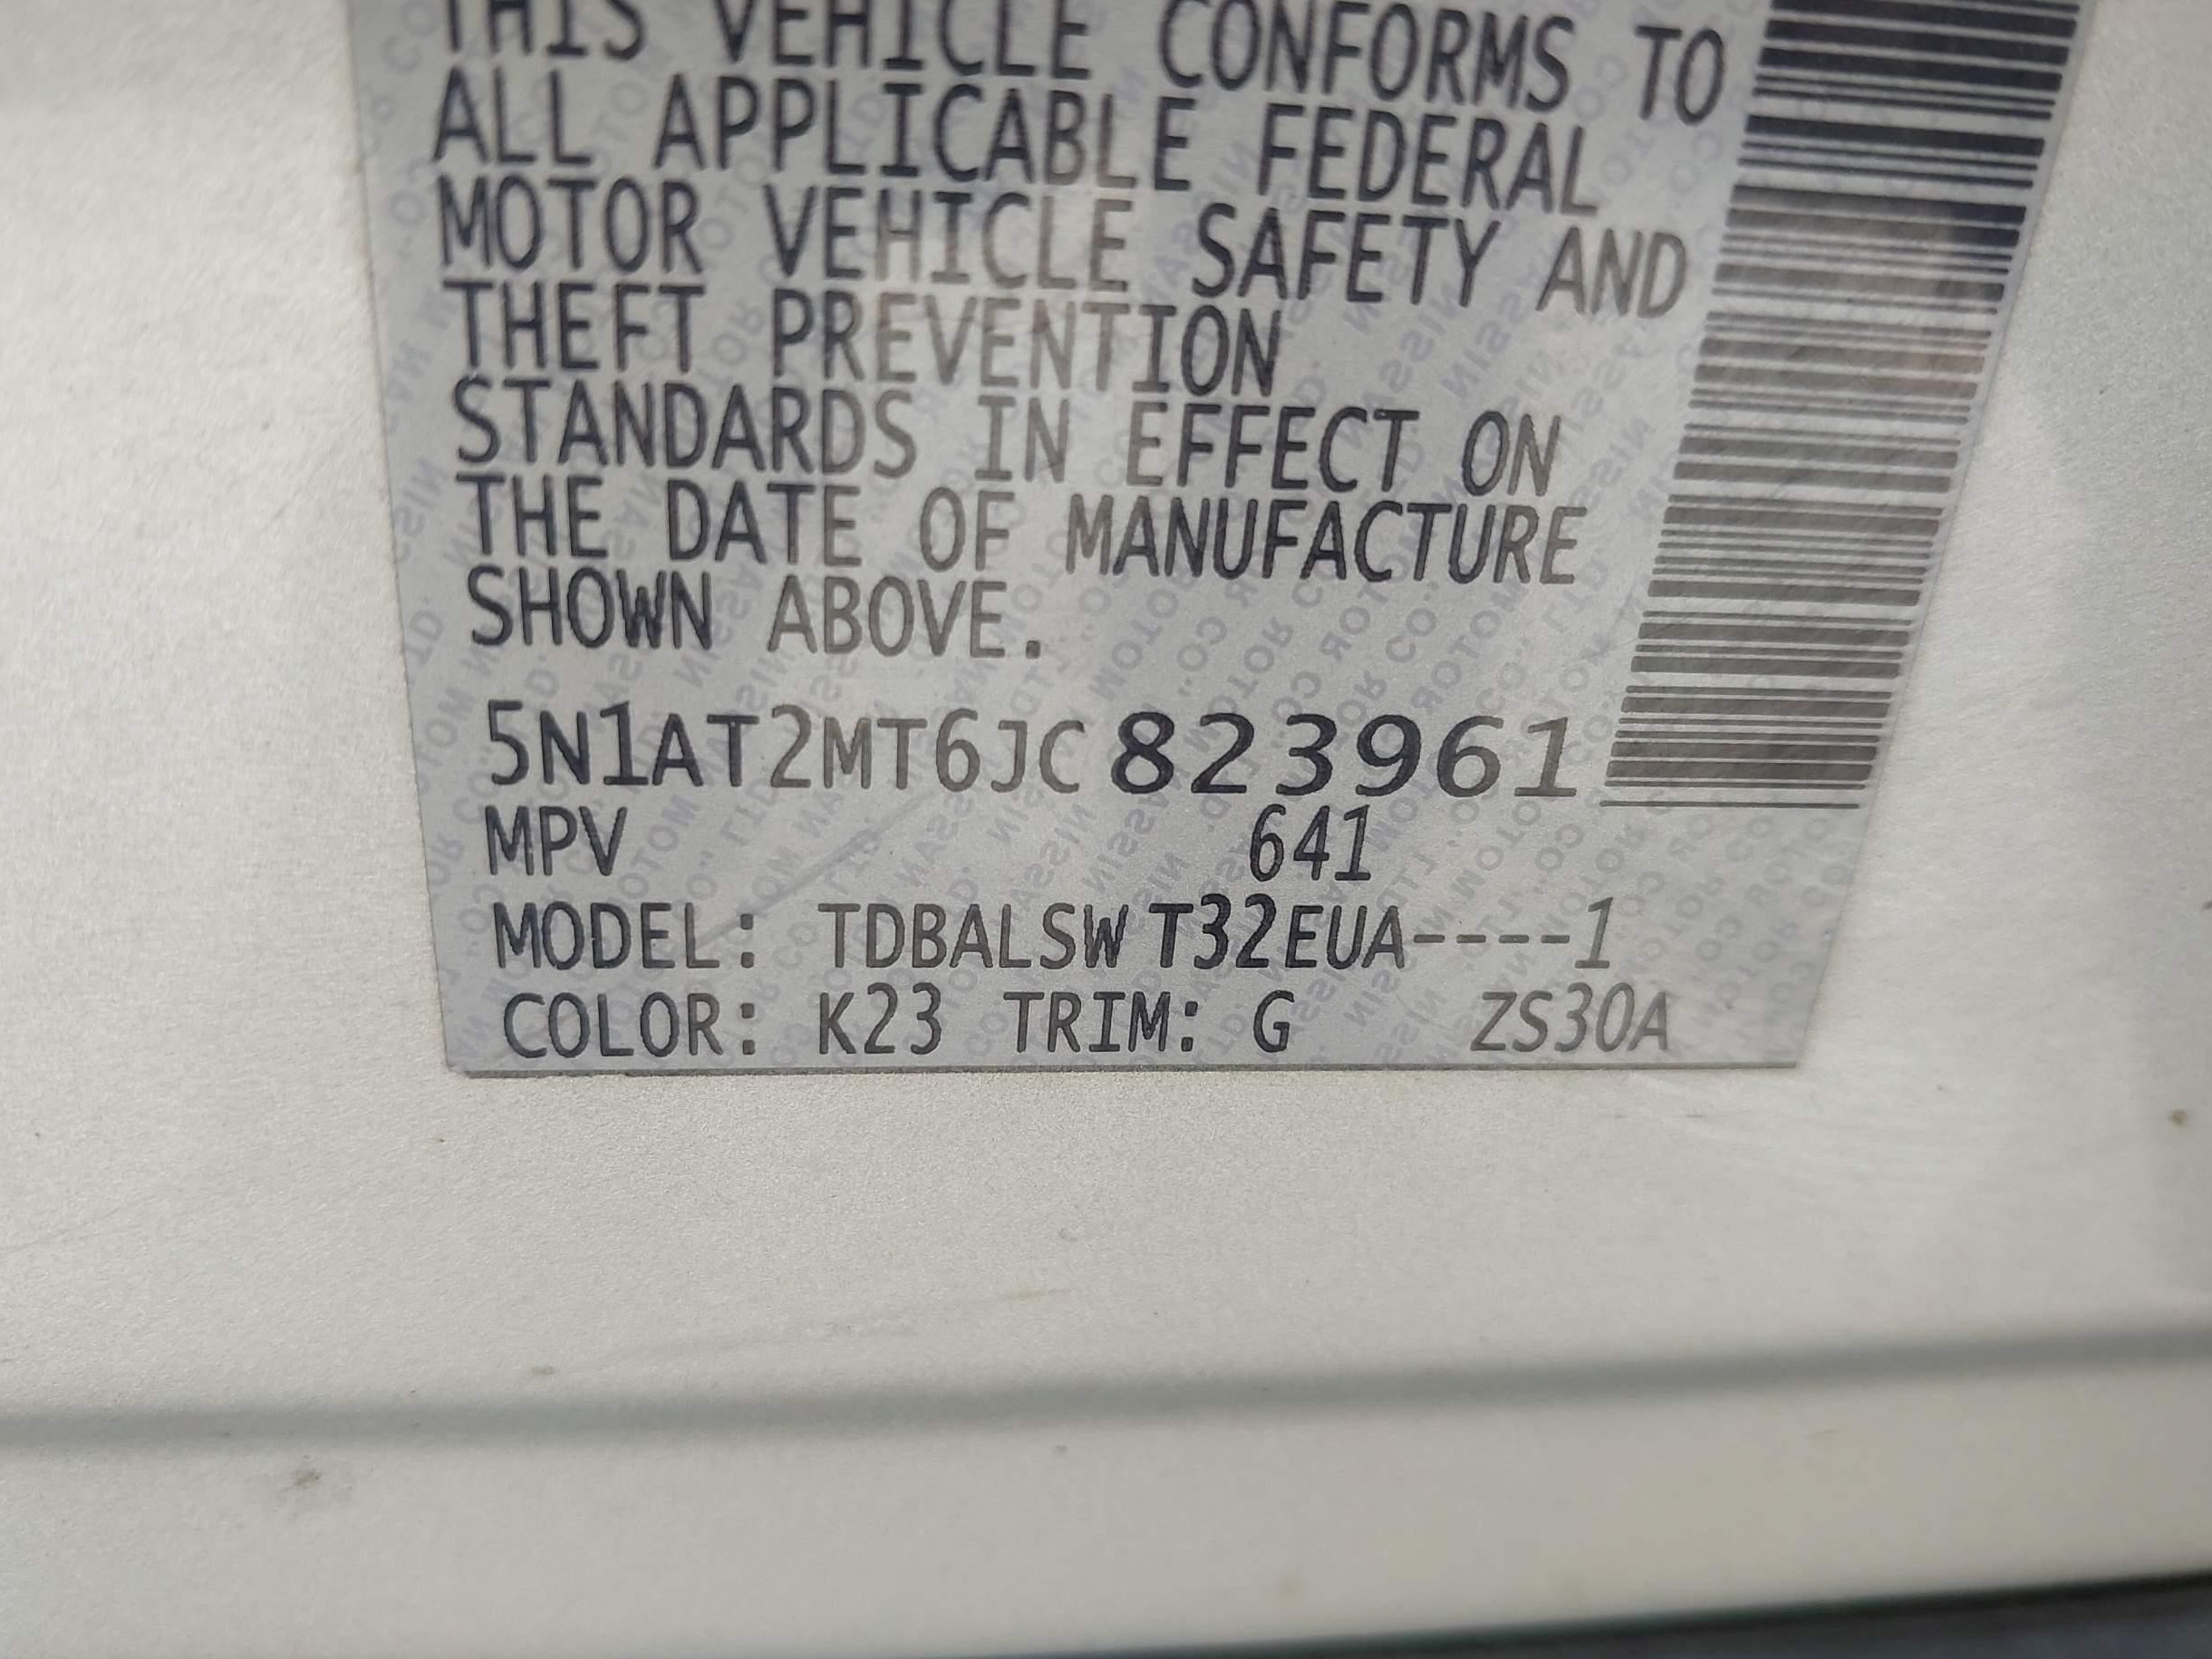 THIS VEHICLE CONFORMS TO
ALL APPLICABLE FEDERAL
MOTOR VEHICLE SAFETY AND
THEFT PREVENTION
STANDARDS IN EFFECT ON
THE DATE OF MANUFACTURE
SHOWN ABOVE.
5N1AT2MT6JC823961
MPV 641
MODEL: TDBALSWT32EUA----1
COLOR: K23 TRIM: G ZS30A